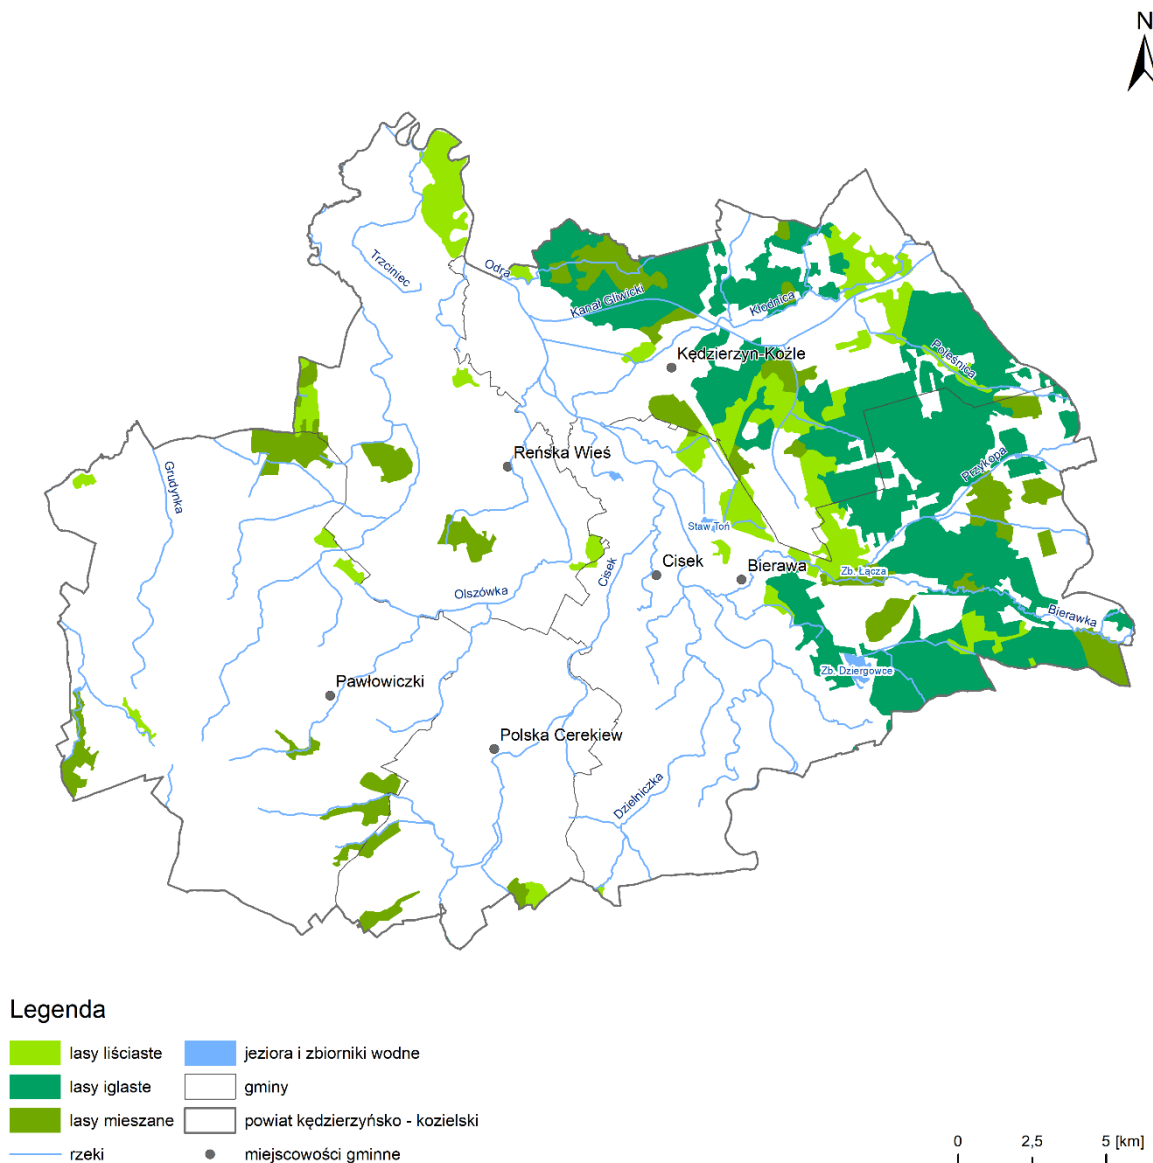 N
Trzciniec
Odra
Kanał Gliwicki
Kłodnica
Kędzierzyn-Koźle
Pojeśnica
Reńska Wieś
Grudynka
Przykopa
Staw Toń
Cisek
Cisek
Bierawa
Zb. Łącza
Olszówka
Bierawka
Zb. Dziergowce
Pawłowiczki
Polska Cerekiew
Dzielniczka
Legenda
lasy liściaste
jeziora i zbiorniki wodne
lasy iglaste
gminy
lasy mieszane
powiat kędzierzyńsko - kozielski
rzeki
miejscowości gminne
0 2,5 5 [km]